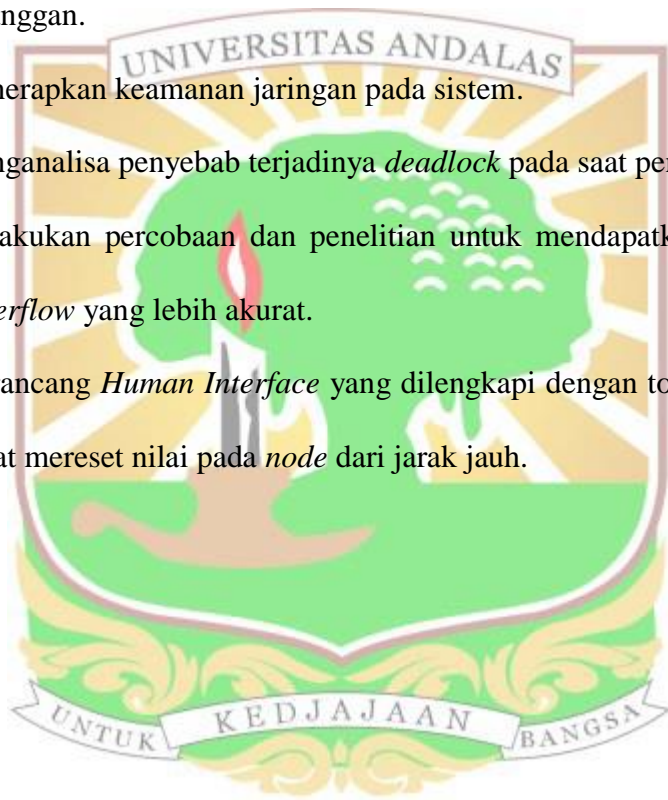 nggan.
UNIVERSITAS ANDALAS
nerapkan keamanan jaringan pada sistem.
nganalisa penyebab terjadinya deadlock pada saat per
akukan percobaan dan penelitian untuk mendapatk
erflow yang lebih akurat.
ancang Human Interface yang dilengkapi dengan to
at mereset nilai pada node dari jarak jauh.
UNTUK KEDJAJAAN BANGSA